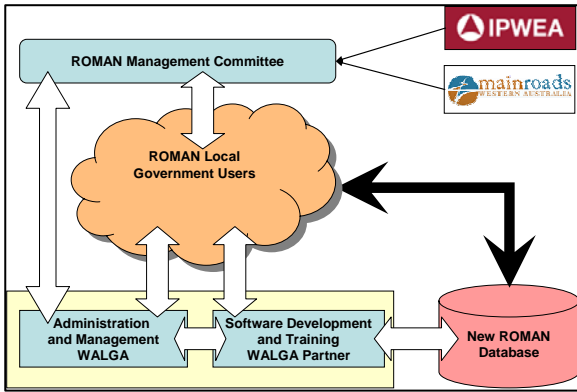 IPWEA
ROMAN Management Committee
mainroads
WESTERN AUSTRALIA
ROMAN Local
Government Users
Administration
and Management
WALGA
Software Development
and Training
WALGA Partner
New ROMAN
Database